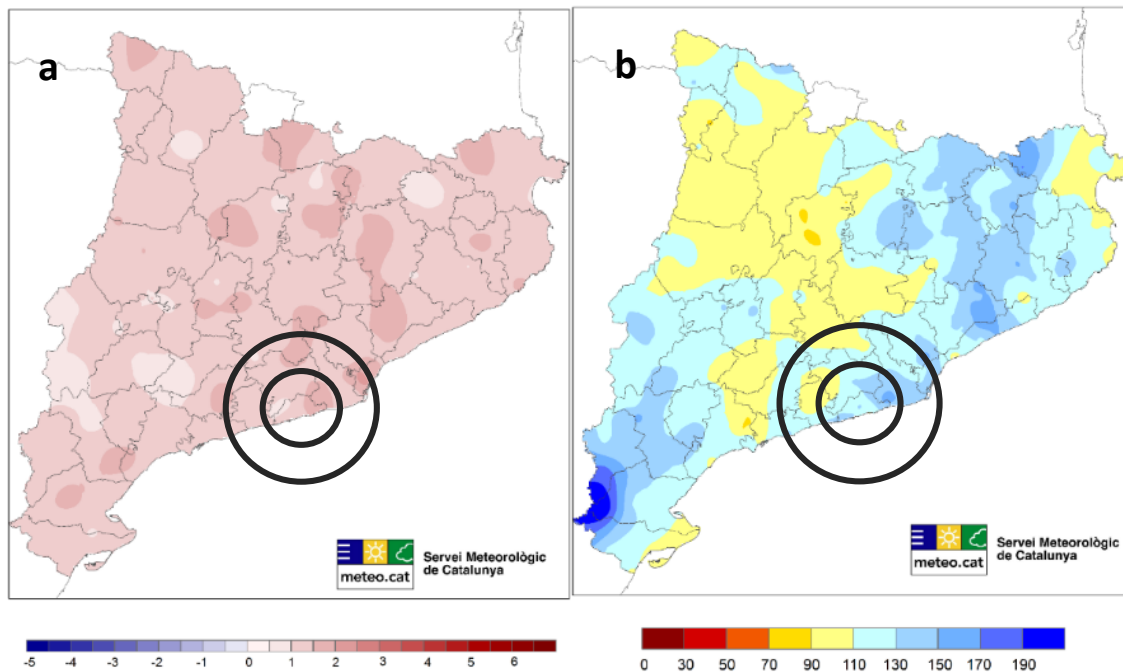 a
b
Servei Meteorològic
de Catalunya
meteo.cat
Servei Meteorològic
de Catalunya
meteo.cat
-5 -4 -3 -2 -1 0 1 2 3 4 5 6
0 30 50 70 90 110 130 150 170 190